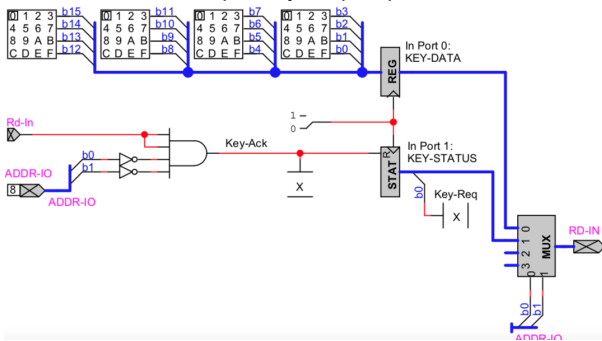 0 1 2 3 b15
4 5 6 7 b14
8 9 A B b13
C D E F b12
0 1 2 3 b11
4 5 6 7 b10
8 9 A B b9
C D E F b8
0 1 2 3 b7
4 5 6 7 b6
8 9 A B b5
C D E F b4
0 1 2 3 b3
4 5 6 7 b2
8 9 A B b1
C D E F b0
In Port 0:
KEY-DATA
REG
1
0
Rd-In
Key-Ack
In Port 1:
KEY-STATUS
R
STAT
b0
b1
ADDR-IO
8
ADDR-IO
X
b0
Key-Req
X
0
1
2
3
MUX
0 1
RD-IN
b0
b1
ADDR-IO